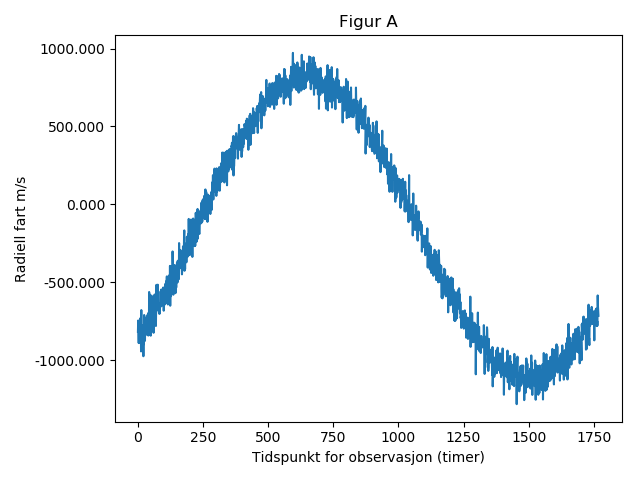 Figur A
1000.000
500.000
0.000
-500.000
-1000.000
Radiell fart m/s
0 250 500 750 1000 1250 1500 1750
Tidspunkt for observasjon (timer)